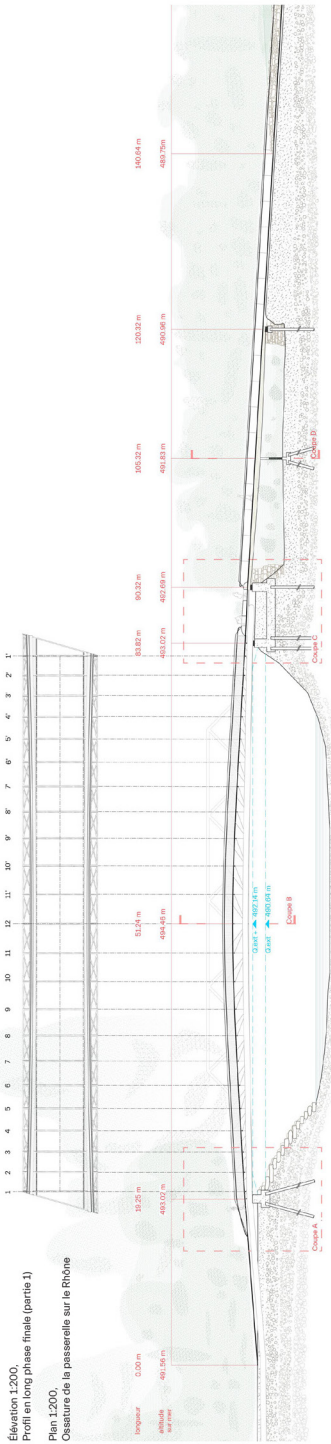 Élévation 1:200,
Profil en long phase finale (partie 1)
Plan 1:200,
Ossature de la passerelle sur le Rhône
1 2 3 4 5 6 7 8 9 10 11 12 11' 10' 9' 8' 7' 6' 5' 4' 3' 2' 1'
longueur 0.00 m 19.25 m 51.24 m 83.82 m 90.32 m 105.32 m 120.32 m 140.64 m
altitude
sur mer
491.56 m 493.02 m 494.45 m 493.02 m 492.69 m 491.83 m 490.96 m 489.75m
Q.ext + 492.14 m
Q.ext 490.64 m
Coupe A Coupe B Coupe C Coupe D